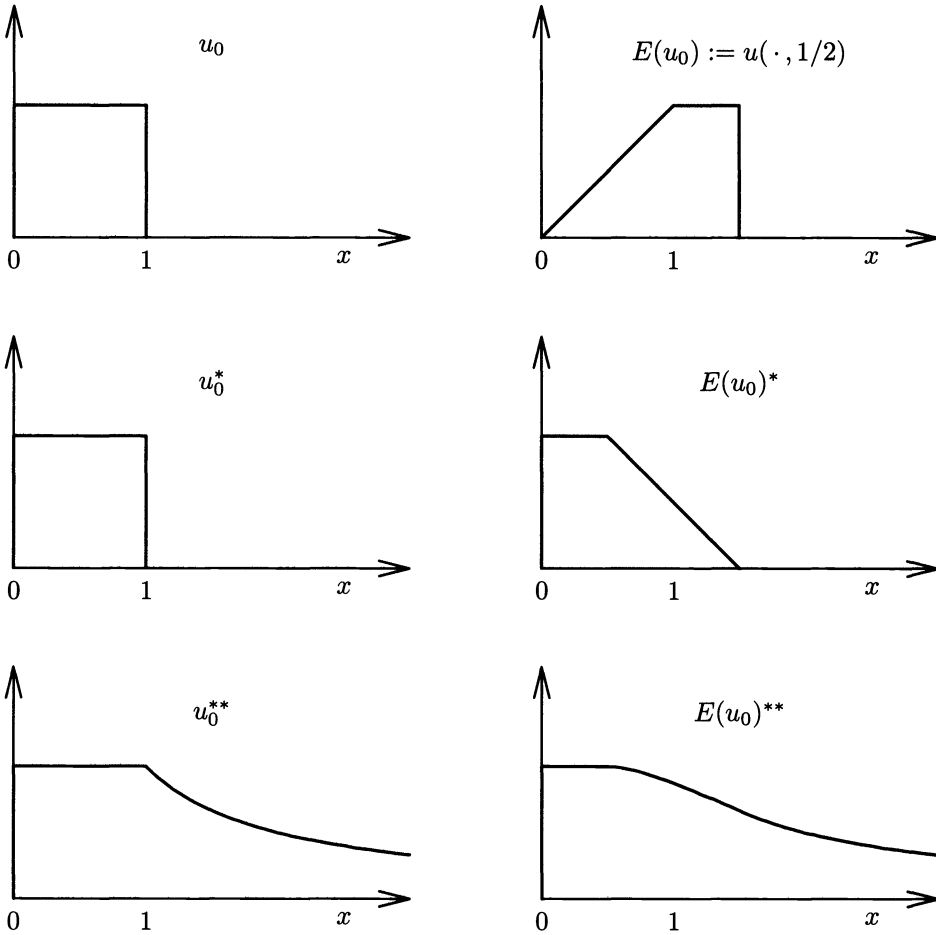 u₀
0 1 x
E(u₀) := u( · , 1/2)
0 1 x
u₀*
0 1 x
E(u₀)*
0 1 x
u₀**
0 1 x
E(u₀)**
0 1 x